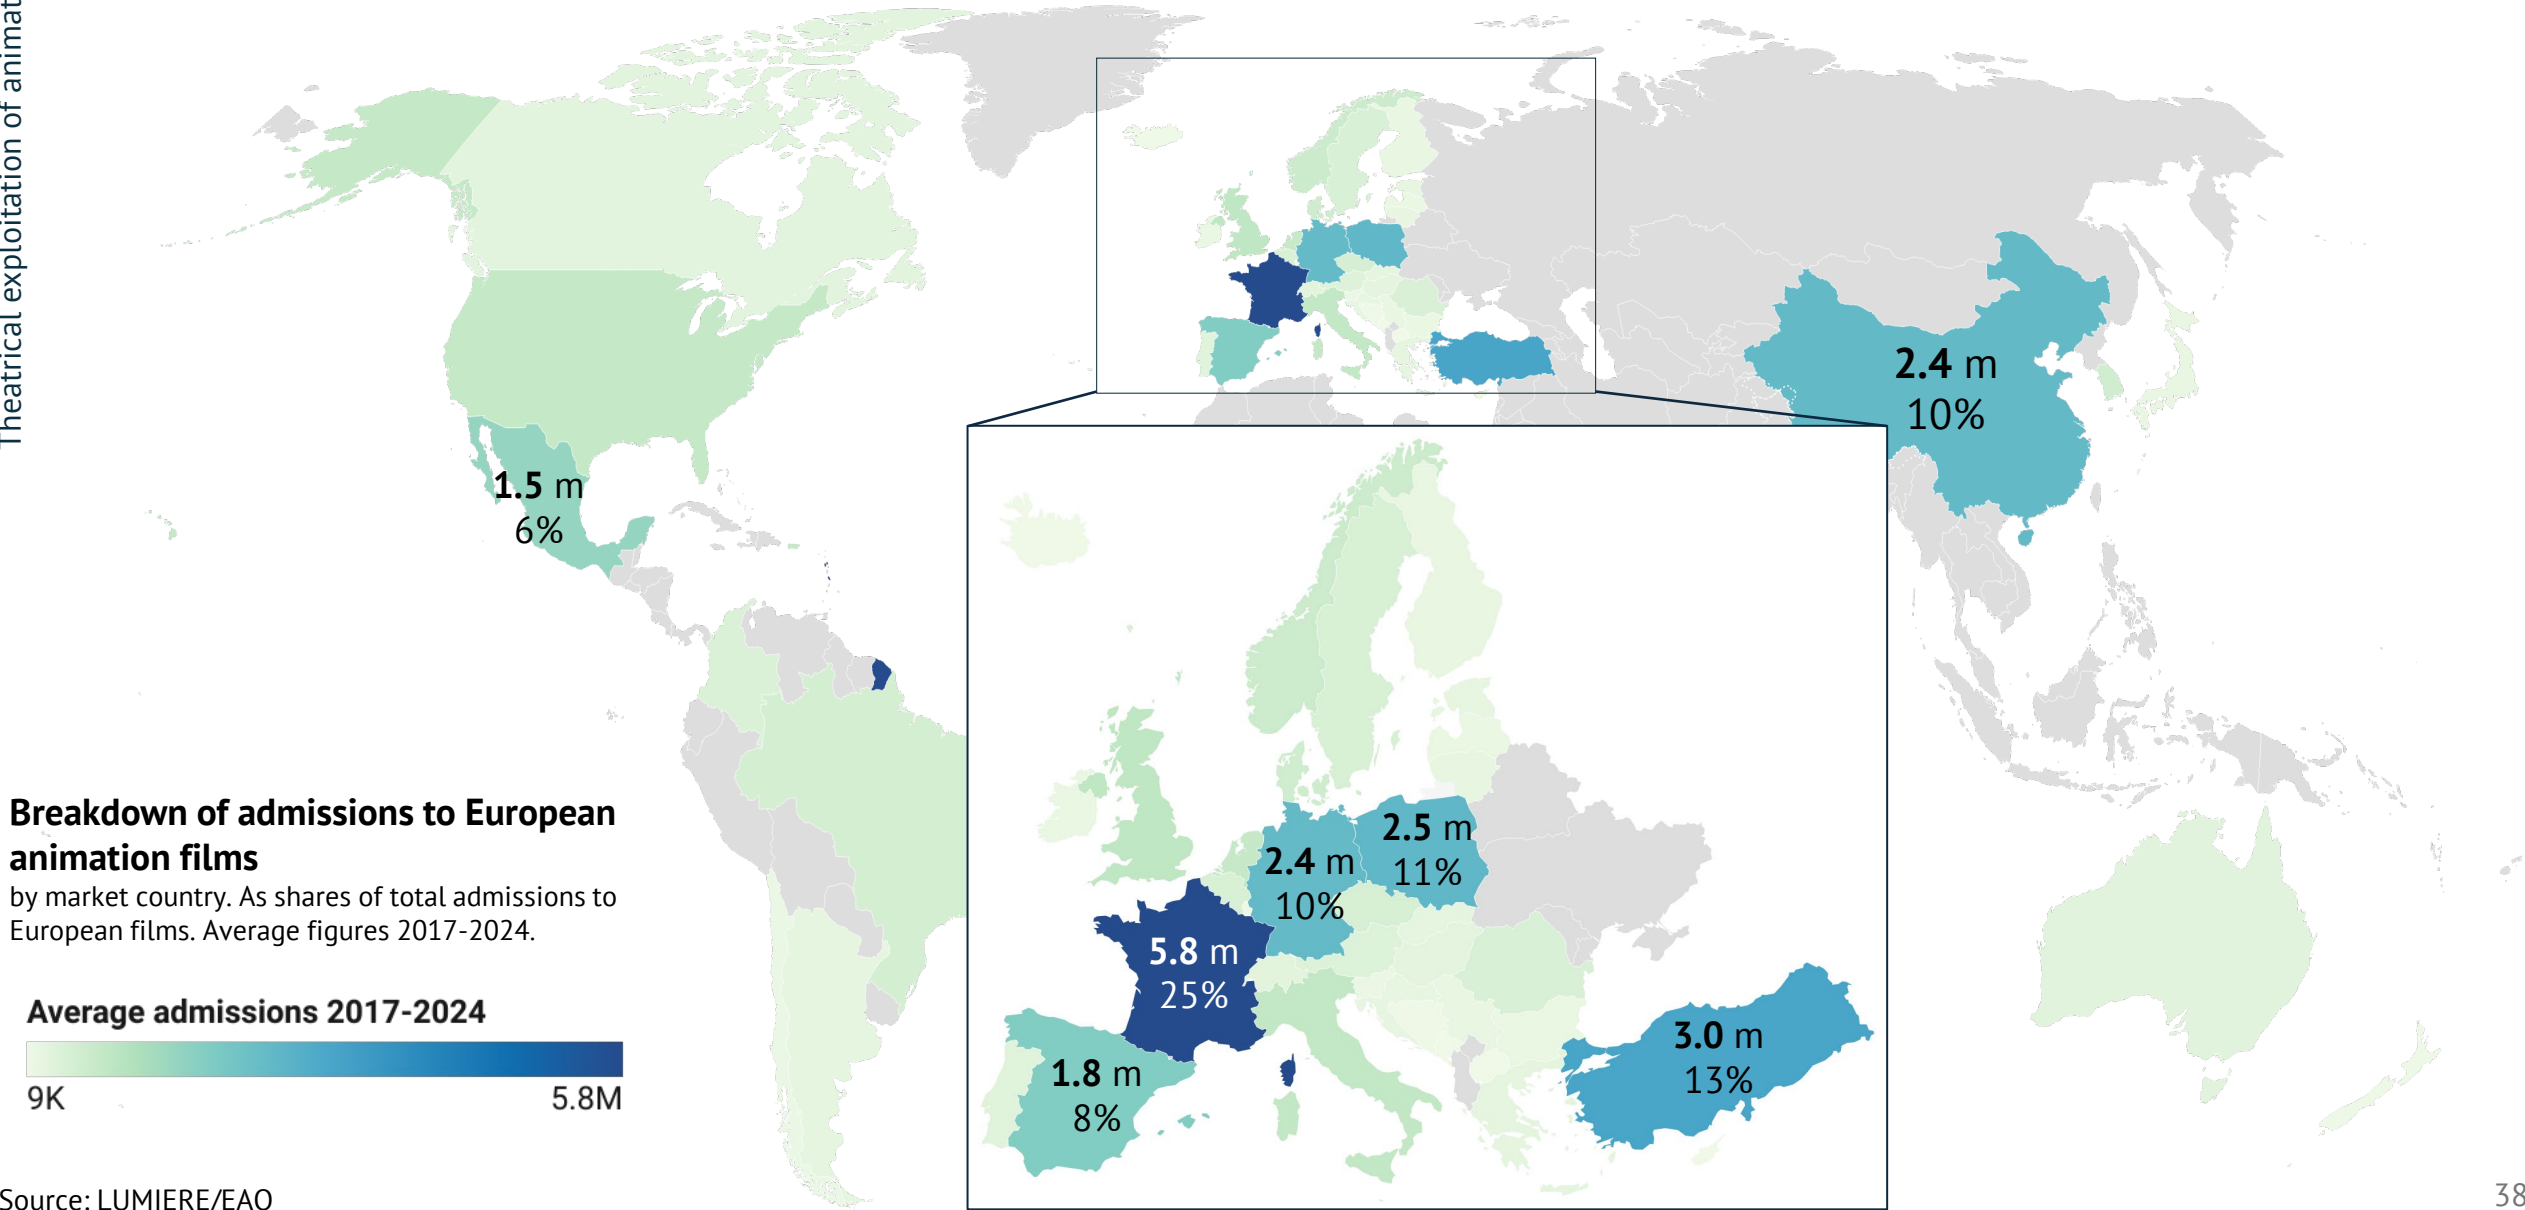 Theatrical exploitation of animat
2.4 m
10%
1.5 m
6%
2.5 m
11%
2.4 m
10%
5.8 m
25%
3.0 m
13%
1.8 m
8%
Breakdown of admissions to European
animation films
by market country. As shares of total admissions to
European films. Average figures 2017-2024.
Average admissions 2017-2024
9K
5.8M
Source: LUMIERE/EAO
38